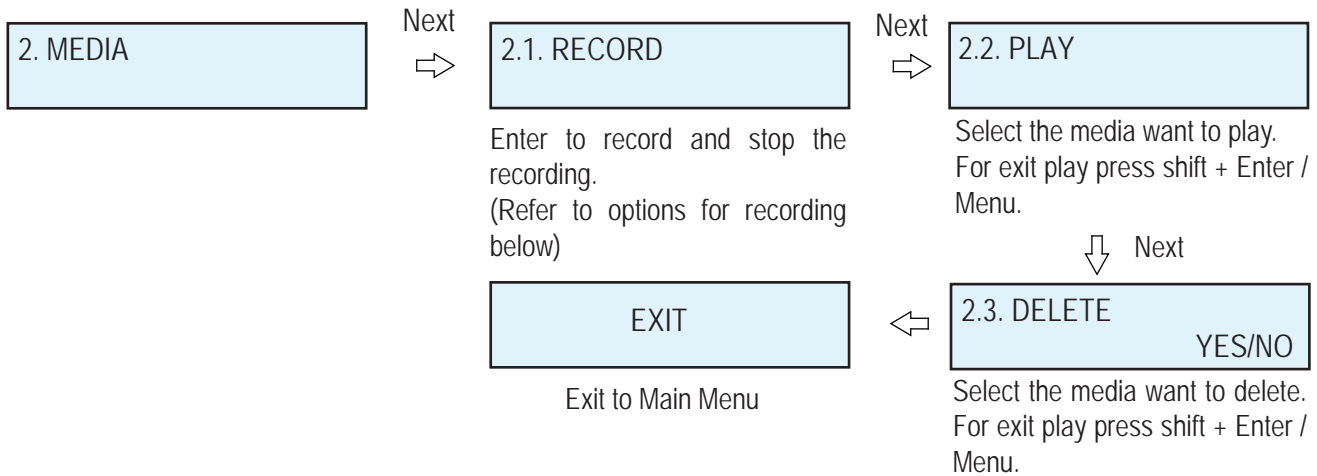 2. MEDIA
Next
2.1. RECORD
Enter to record and stop the
recording.
(Refer to options for recording
below)
Next
2.2. PLAY
Select the media want to play.
For exit play press shift + Enter /
Menu.
Next
2.3. DELETE
YES/NO
Select the media want to delete.
For exit play press shift + Enter /
Menu.
EXIT
Exit to Main Menu